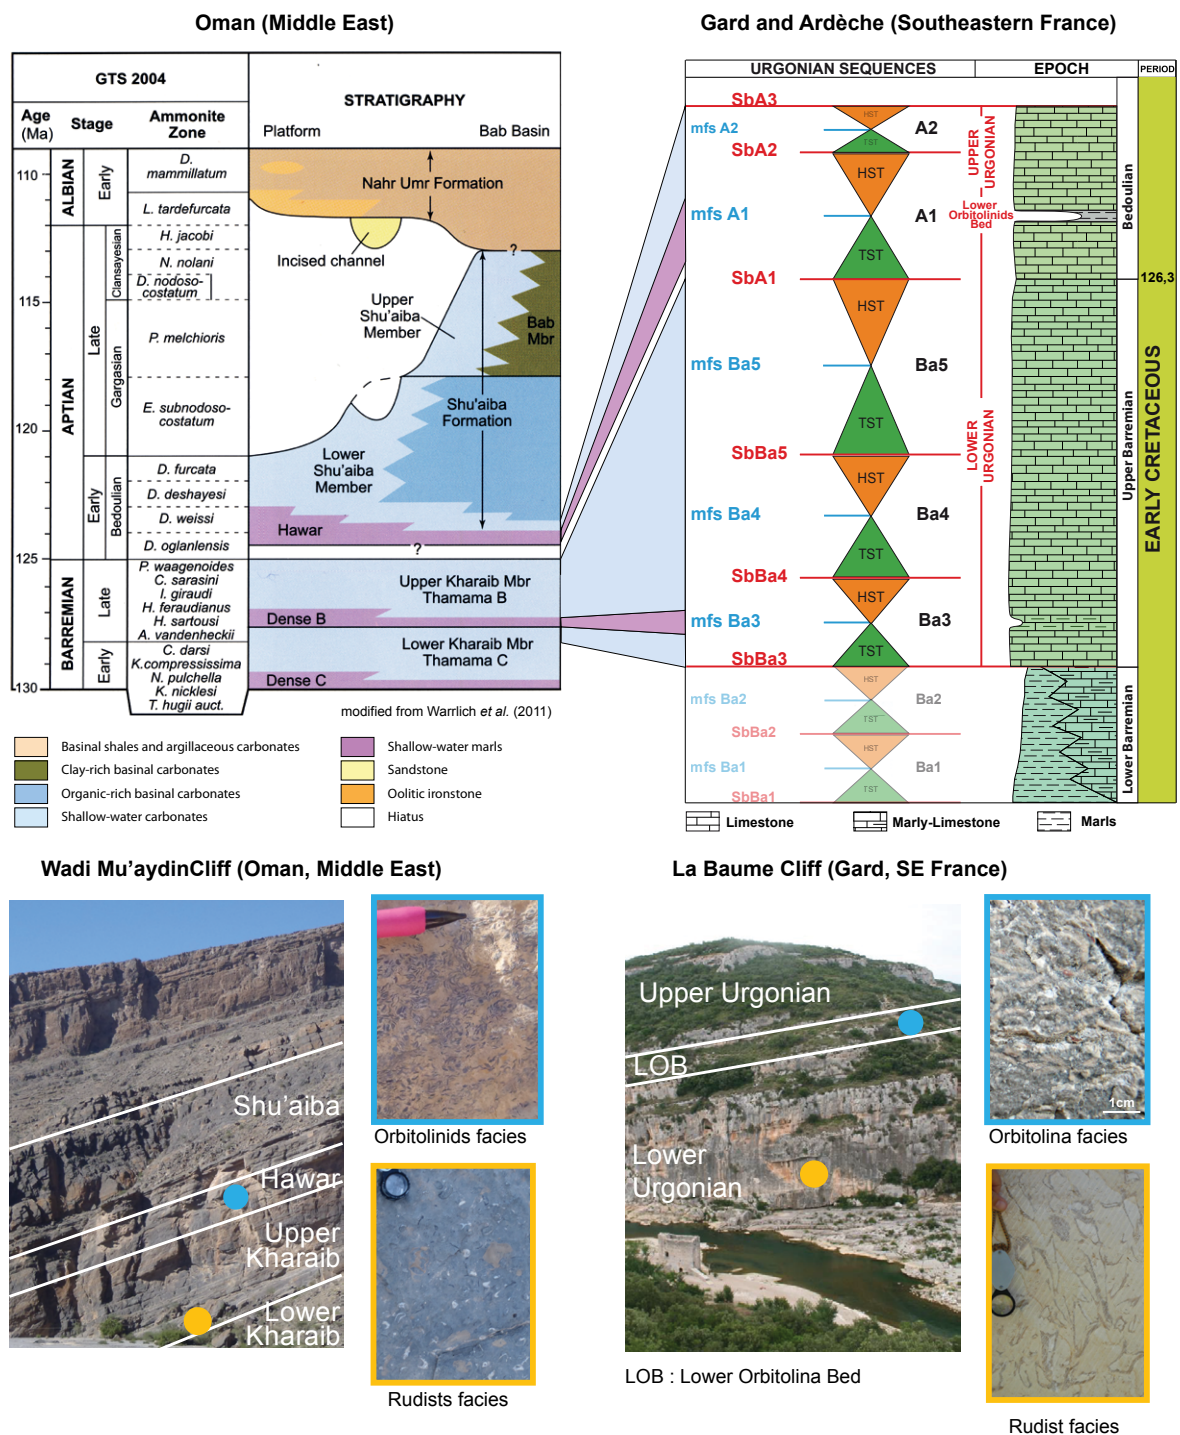 Oman (Middle East)
Gard and Ardèche (Southeastern France)
GTS 2004
STRATIGRAPHY
Age
(Ma)
Stage
Ammonite
Zone
Platform
Bab Basin
110
115
120
125
130
ALBIAN
APTIAN
BARREMIAN
Early
Late
Early
Late
Early
Clansayesian
Gargasian
Bedoulian
D.
mammillatum
L. tardefurcata
H. jacobi
N. nolani
D. nodoso-
costatum
P. melchioris
E. subnodoso-
costatum
D. furcata
D. deshayesi
D. weissi
D. oglanlensis
P. waagenoides
C. sarasini
I. giraudi
H. feraudianus
H. sartousi
A. vandenheckii
C. darsi
K.compressissima
N. pulchella
K. nicklesi
T. hugii auct.
Nahr Umr Formation
Incised channel
?
Upper
Shu'aiba
Member
Bab
Mbr
Shu'aiba
Formation
Lower
Shu'aiba
Member
Hawar
?
Upper Kharaib Mbr
Thamama B
Dense B
Lower Kharaib Mbr
Thamama C
Dense C
modified from Warrlich et al. (2011)
Basinal shales and argillaceous carbonates
Clay-rich basinal carbonates
Organic-rich basinal carbonates
Shallow-water carbonates
Shallow-water marls
Sandstone
Oolitic ironstone
Hiatus
URGONIAN SEQUENCES
EPOCH
PERIOD
SbA3
HST
mfs A2
A2
TST
SbA2
HST
mfs A1
A1
TST
SbA1
HST
mfs Ba5
Ba5
TST
SbBa5
HST
mfs Ba4
Ba4
TST
SbBa4
HST
mfs Ba3
Ba3
TST
SbBa3
HST
mfs Ba2
Ba2
TST
SbBa2
HST
mfs Ba1
Ba1
TST
SbBa1
UPPER
URGONIAN
Lower
Orbitolinids
Bed
LOWER
URGONIAN
Bedoulian
126,3
Upper Barremian
Lower Barremian
EARLY CRETACEOUS
Limestone
Marly-Limestone
Marls
Wadi Mu'aydinCliff (Oman, Middle East)
Shu'aiba
Hawar
Upper
Kharaib
Lower
Kharaib
Orbitolinids facies
Rudists facies
La Baume Cliff (Gard, SE France)
Upper Urgonian
LOB
Lower
Urgonian
LOB : Lower Orbitolina Bed
1cm
Orbitolina facies
Rudist facies